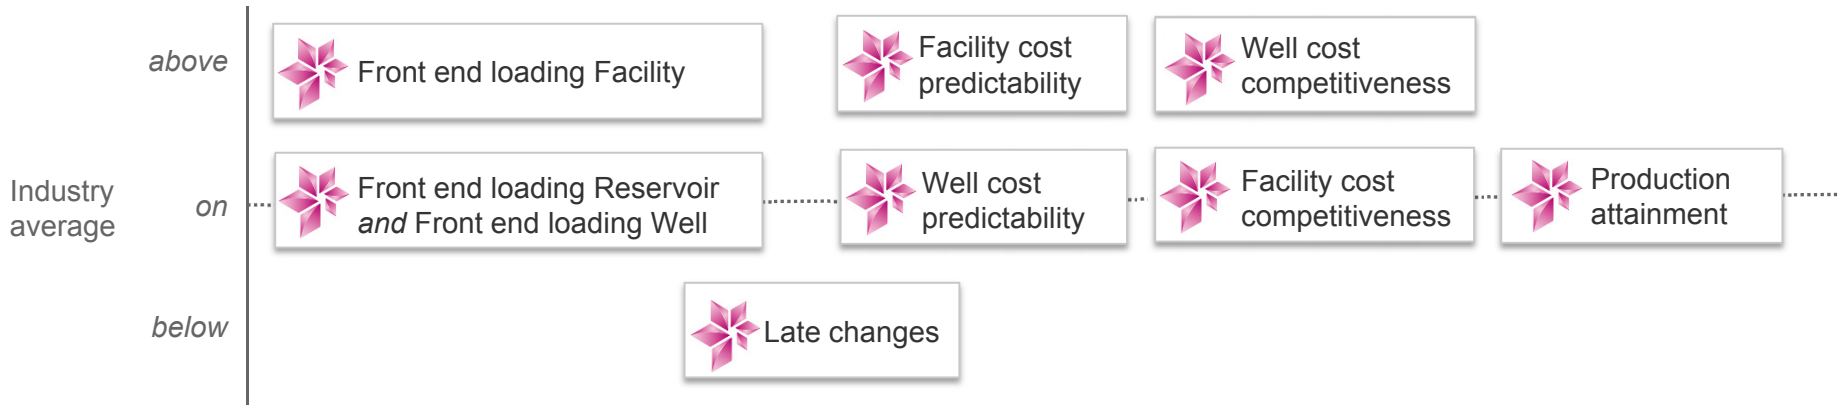 above
Front end loading Facility
Facility cost
predictability
Well cost
competitiveness
Industry
average
on
Front end loading Reservoir
and Front end loading Well
Well cost
predictability
Facility cost
competitiveness
Production
attainment
below
Late changes